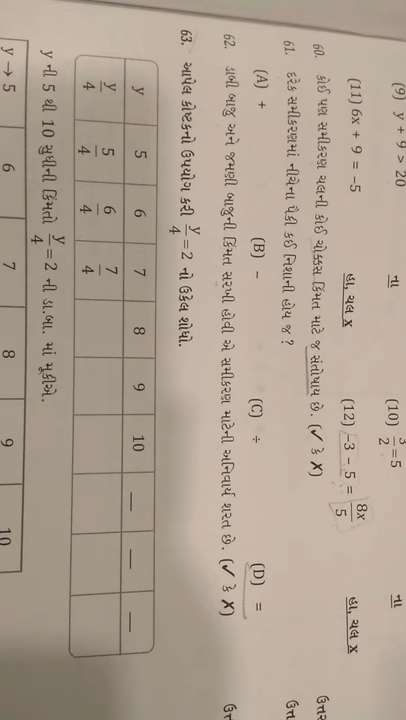 (9) y + 9 > 20 ના (10) 3/2 = 5 ના
(11) 6x + 9 = –5 હા, ચલ x (12) –3 – 5 = 8x/5 હા, ચલ x
60. કોઈ પણ સમીકરણ ચલની કોઈ ચોક્કસ કિંમત માટે જ સંતોષાય છે. (✓ કે ✗)
61. દરેક સમીકરણમાં નીચેના પૈકી કઈ નિશાની હોય જ ?
(A) + (B) – (C) ÷ (D) =
62. ડાબી બાજુ અને જમણી બાજુની કિંમત સરખી હોવી એ સમીકરણ માટેની અનિવાર્ય શરત છે. (✓ કે ✗)
63. આપેલ કોષ્ટકનો ઉપયોગ કરી y/4 = 2 નો ઉકેલ શોધો.
y 5 6 7 8 9 10 — — —
y/4 5/4 6/4 7/4
y ની 5 થી 10 સુધીની કિંમતો y/4 = 2 ની ડા.બા. માં મૂકીએ.
y → 5 6 7 8 9 10